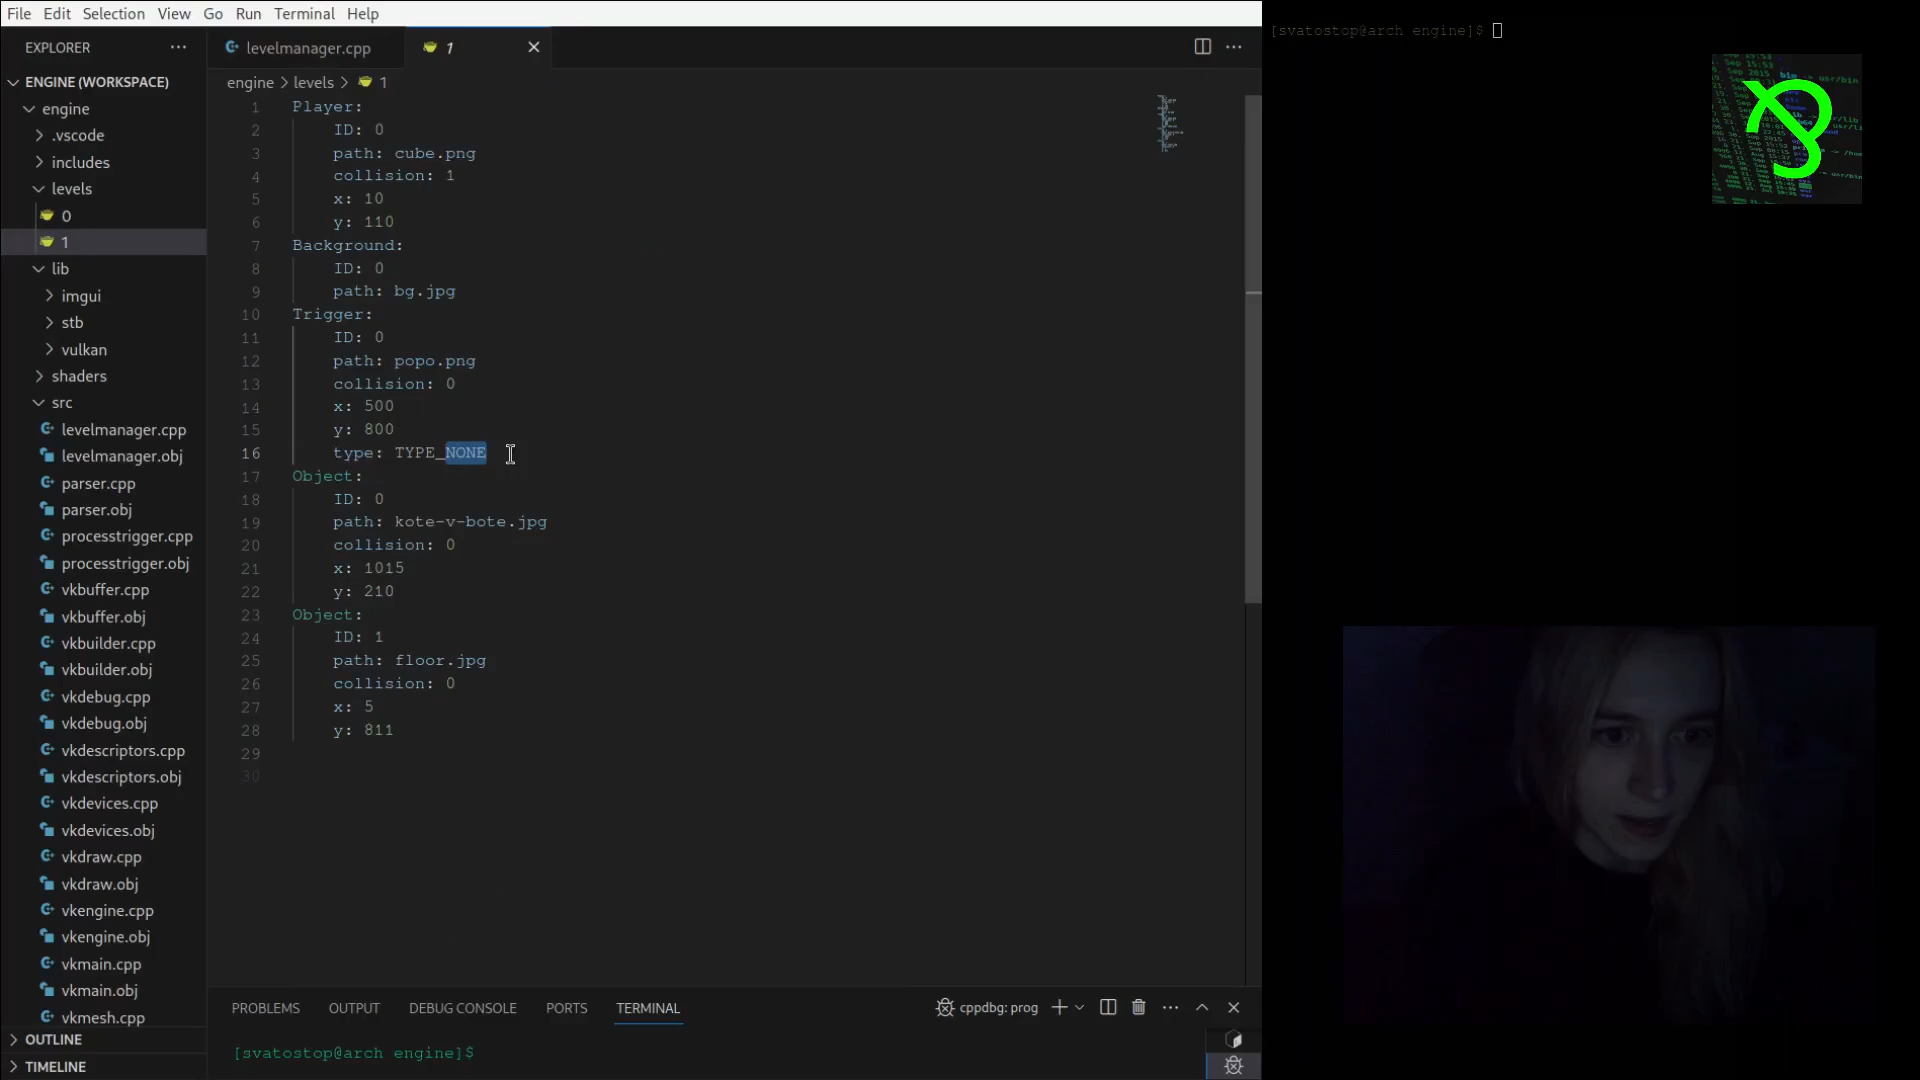 File Edit Selection View Go Run Terminal Help
EXPLORER
ENGINE (WORKSPACE)
engine
.vscode
includes
levels
0
1
lib
imgui
stb
vulkan
shaders
src
levelmanager.cpp
levelmanager.obj
parser.cpp
parser.obj
processtrigger.cpp
processtrigger.obj
vkbuffer.cpp
vkbuffer.obj
vkbuilder.cpp
vkbuilder.obj
vkdebug.cpp
vkdebug.obj
vkdescriptors.cpp
vkdescriptors.obj
vkdevices.cpp
vkdevices.obj
vkdraw.cpp
vkdraw.obj
vkengine.cpp
vkengine.obj
vkmain.cpp
vkmain.obj
vkmesh.cpp
OUTLINE
TIMELINE
levelmanager.cpp 1
engine > levels > 1
1 Player:
2 ID: 0
3 path: cube.png
4 collision: 1
5 x: 10
6 y: 110
7 Background:
8 ID: 0
9 path: bg.jpg
10 Trigger:
11 ID: 0
12 path: popo.png
13 collision: 0
14 x: 500
15 y: 800
16 type: TYPE_NONE
17 Object:
18 ID: 0
19 path: kote-v-bote.jpg
20 collision: 0
21 x: 1015
22 y: 210
23 Object:
24 ID: 1
25 path: floor.jpg
26 collision: 0
27 x: 5
28 y: 811
29
30
PROBLEMS OUTPUT DEBUG CONSOLE PORTS TERMINAL
cppdbg: prog
[svatostop@arch engine]$
[svatostop@arch engine]$